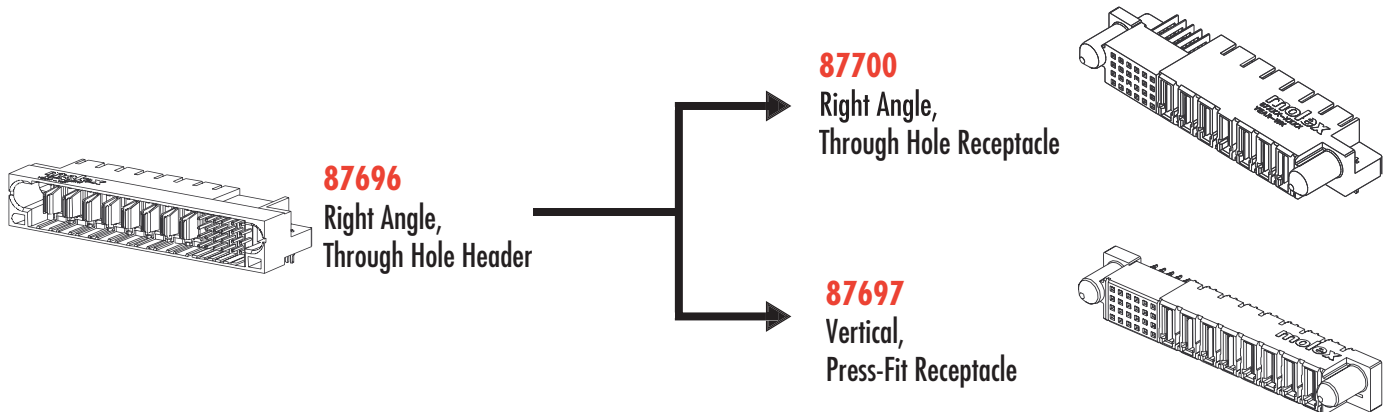 87696
Right Angle,
Through Hole Header
87700
Right Angle,
Through Hole Receptacle
molex
87697
Vertical,
Press-Fit Receptacle
molex